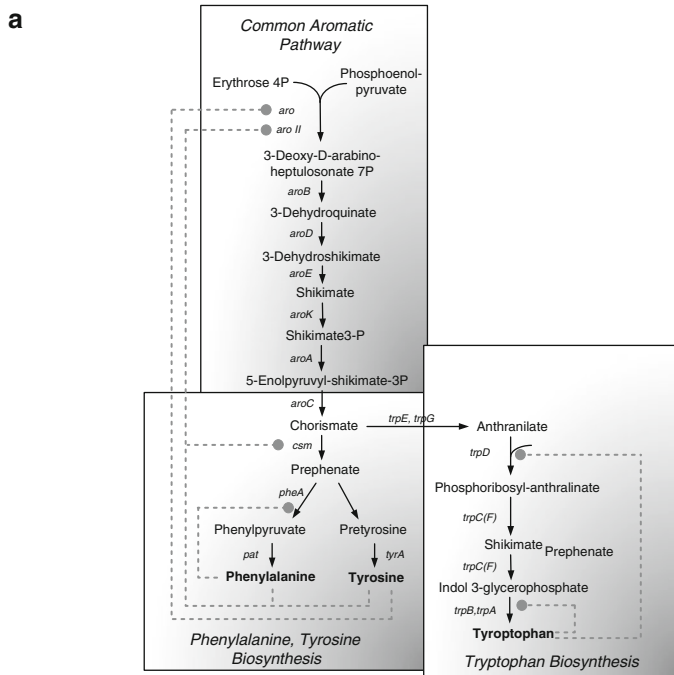 a
Common Aromatic
Pathway
Erythrose 4P
Phosphoenol-
pyruvate
aro
aro II
3-Deoxy-D-arabino-
heptulosonate 7P
aroB
3-Dehydroquinate
aroD
3-Dehydroshikimate
aroE
Shikimate
aroK
Shikimate3-P
aroA
5-Enolpyruvyl-shikimate-3P
aroC
Chorismate
csm
Prephenate
pheA
Phenylpyruvate
Pretyrosine
pat
tyrA
Phenylalanine
Tyrosine
Phenylalanine, Tyrosine
Biosynthesis
trpE, trpG
Anthranilate
trpD
Phosphoribosyl-anthralinate
trpC(F)
Shikimate
Prephenate
trpC(F)
Indol 3-glycerophosphate
trpB,trpA
Tyroptophan
Tryptophan Biosynthesis